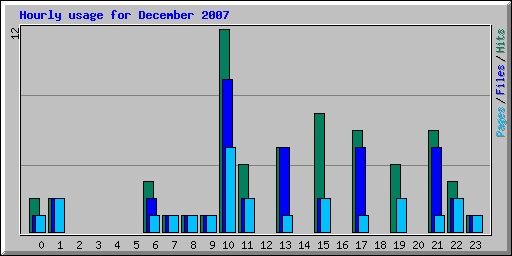 Hourly usage for December 2007
12
Pages/Files/Hits
0 1 2 3 4 5 6 7 8 9 10 11 12 13 14 15 16 17 18 19 20 21 22 23